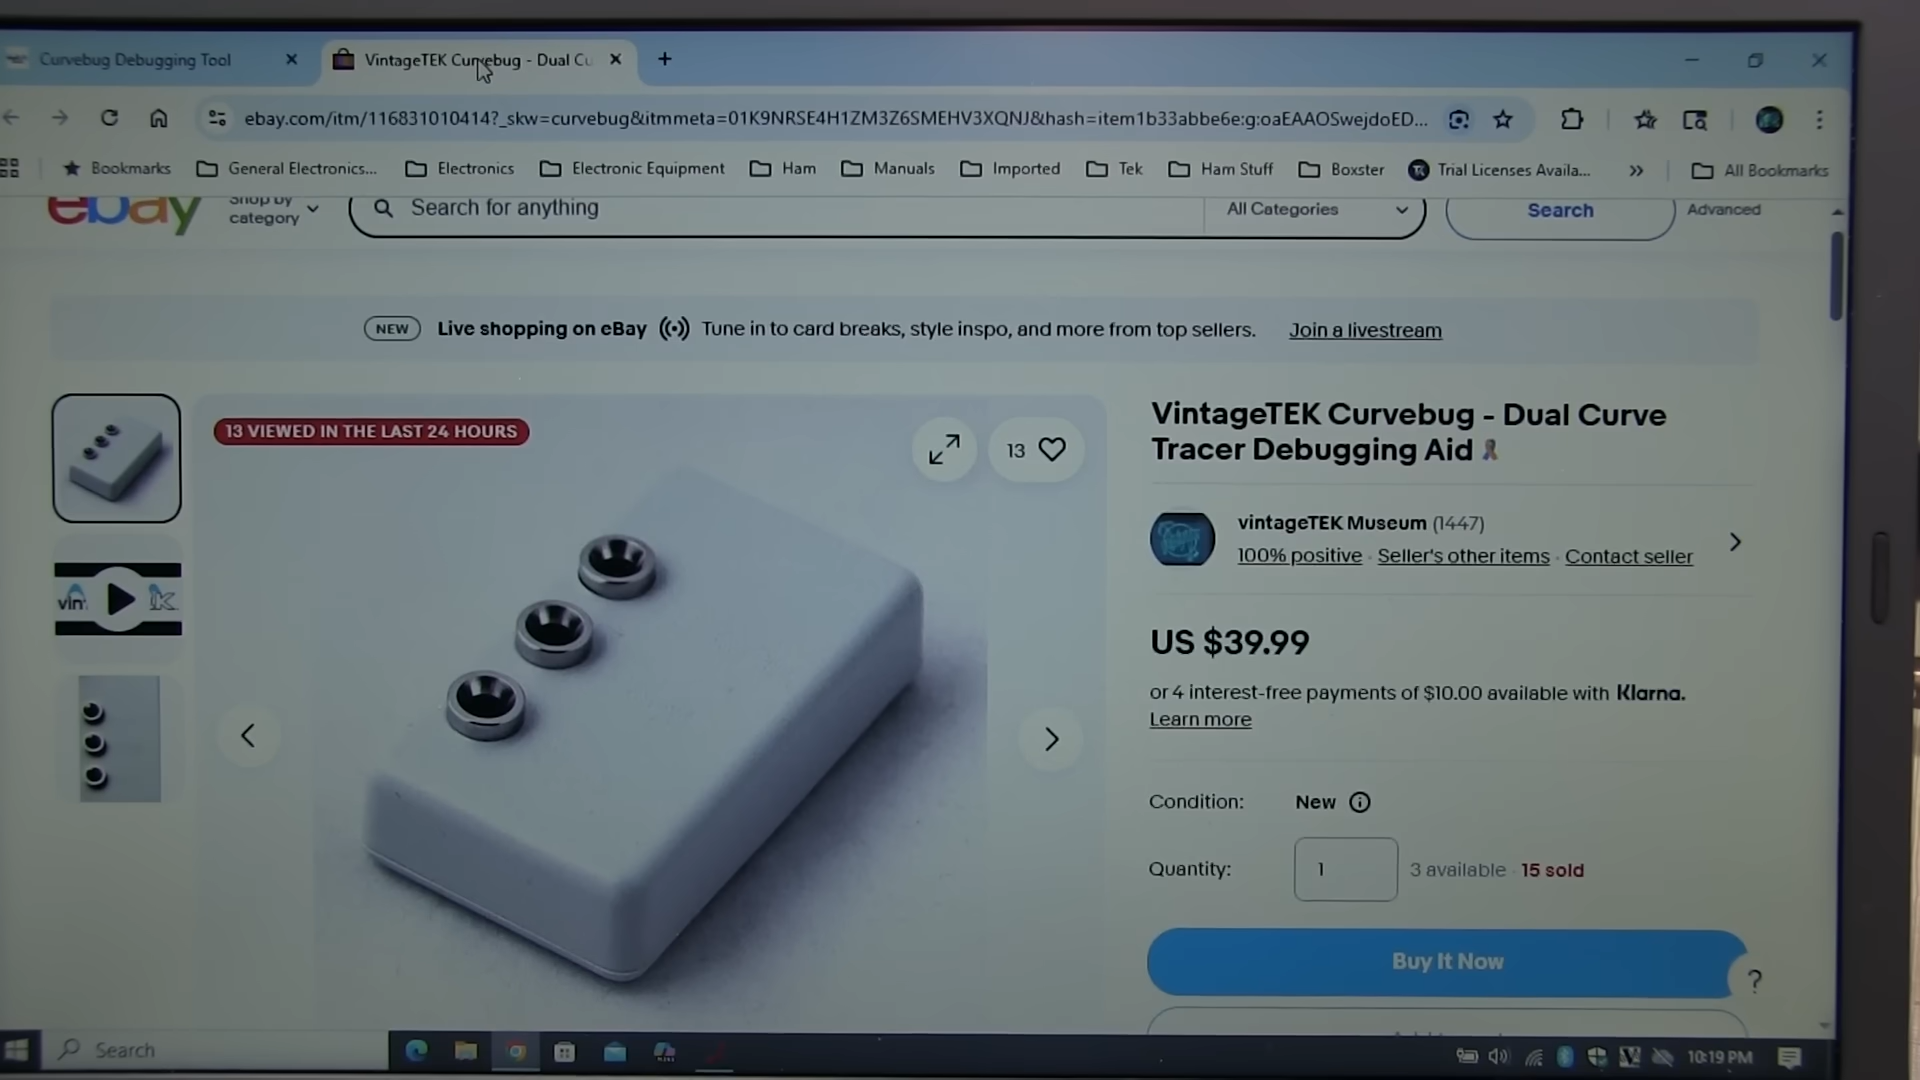 Curvebug Debugging Tool
VintageTEK Curvebug - Dual Cu
ebay.com/itm/116831010414?_skw=curvebug&itmmeta=01K9NRSE4H1ZM3Z6SMEHV3XQNJ&hash=item1b33abbe6e:g:oaEAAOSwejdoED...
Bookmarks
General Electronics...
Electronics
Electronic Equipment
Ham
Manuals
Imported
Tek
Ham Stuff
Boxster
Trial Licenses Availa...
»
All Bookmarks
ebay
Shop by
category
Search for anything
All Categories
Search
Advanced
NEW
Live shopping on eBay
Tune in to card breaks, style inspo, and more from top sellers.
Join a livestream
13 VIEWED IN THE LAST 24 HOURS
13
VintageTEK Curvebug - Dual Curve
Tracer Debugging Aid
vintageTEK Museum (1447)
100% positive · Seller's other items · Contact seller
US $39.99
or 4 interest-free payments of $10.00 available with Klarna.
Learn more
Condition: New
Quantity: 1 3 available · 15 sold
Buy It Now
?
Search
10:19 PM